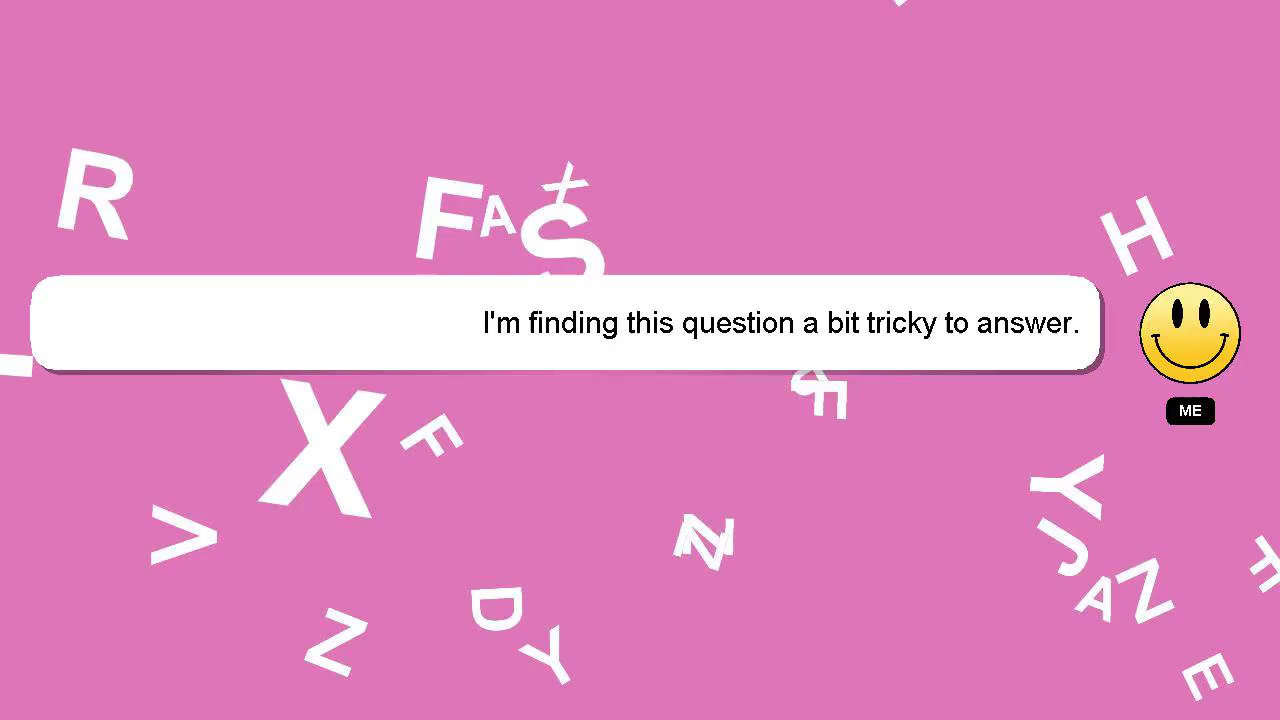 R
F
A
X
S
H
I'm finding this question a bit tricky to answer.
ME
X
F
F
Y
J
V
N
D
Y
A
Z
E